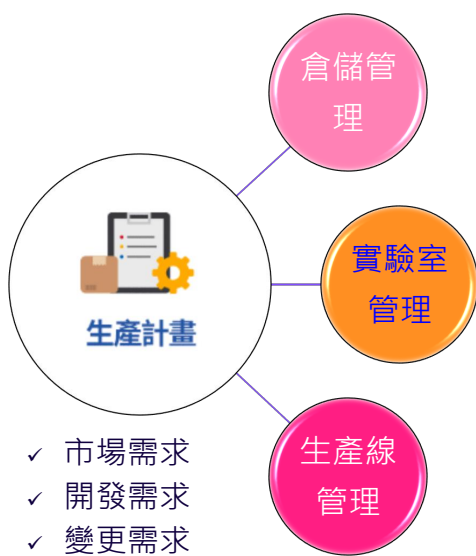 倉儲管
理
生產計畫
實驗室
管理
生產線
管理
✓ 市場需求
✓ 開發需求
✓ 變更需求